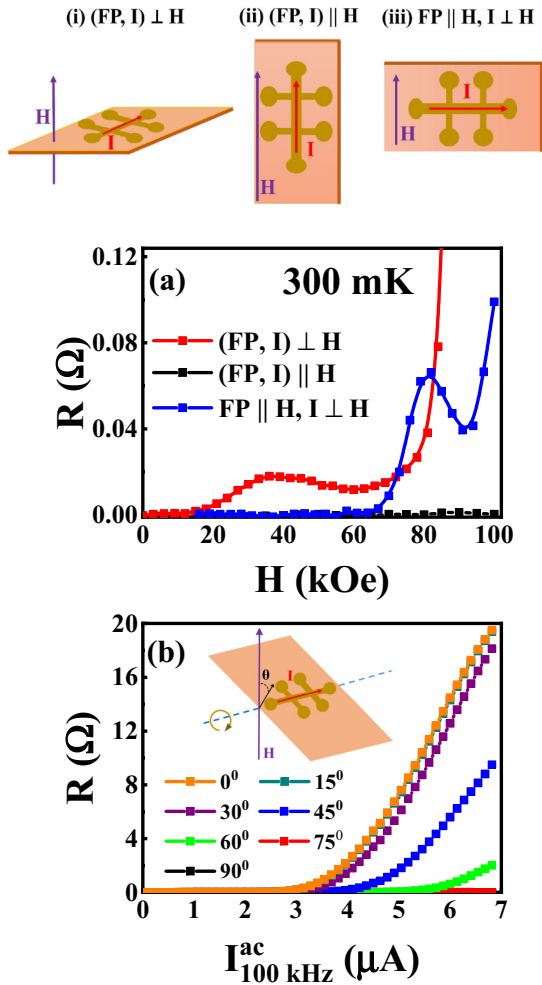 (i) (FP, I) ⊥ H
(ii) (FP, I) || H
(iii) FP || H, I ⊥ H
H
I
H
I
H
I
(a)
300 mK
(FP, I) ⊥ H
(FP, I) || H
FP || H, I ⊥ H
R (Ω)
0.12
0.08
0.04
0.00
0 20 40 60 80 100
H (kOe)
(b)
θ
I
H
0⁰ 15⁰
30⁰ 45⁰
60⁰ 75⁰
90⁰
R (Ω)
20
16
12
8
4
0
0 1 2 3 4 5 6 7
I^{ac}_{100 kHz} (μA)